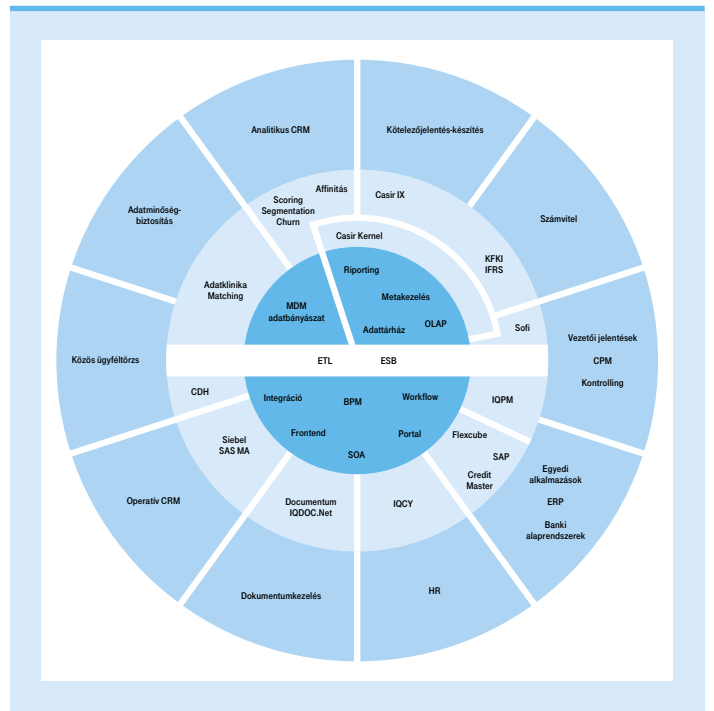 Analitikus CRM
Kötelezőjelentés-készítés
Adatminőség-
biztosítás
Számvitel
Affinitás
Scoring
Segmentation
Churn
Casir IX
Casir Kernel
KFKI
IFRS
Riporting
Metakezelés
Adatklinika
Matching
MDM
adatbányászat
Adattárház
OLAP
Sofi
Vezetői jelentések
CPM
Kontrolling
Közös ügyféltörzs
ETL
ESB
CDH
Integráció
BPM
Workflow
IQPM
Frontend
Portal
SOA
Siebel
SAS MA
Flexcube
SAP
Credit
Master
Egyedi
alkalmazások
ERP
Banki
alaprendszerek
Operatív CRM
Documentum
IQDOC.Net
IQCY
Dokumentumkezelés
HR